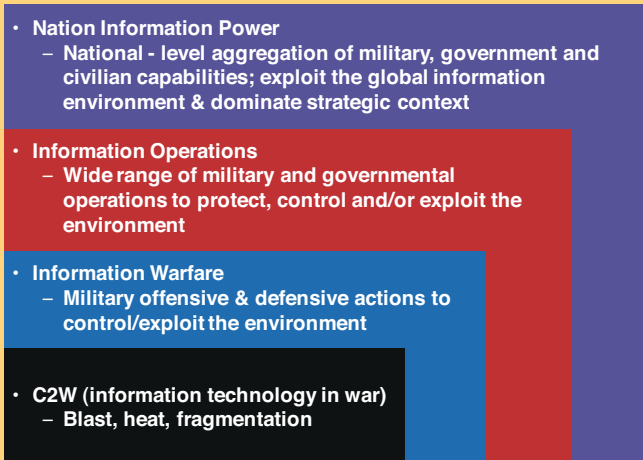 • Nation Information Power
– National - level aggregation of military, government and
civilian capabilities; exploit the global information
environment & dominate strategic context
• Information Operations
– Wide range of military and governmental
operations to protect, control and/or exploit the
environment
• Information Warfare
– Military offensive & defensive actions to
control/exploit the environment
• C2W (information technology in war)
– Blast, heat, fragmentation